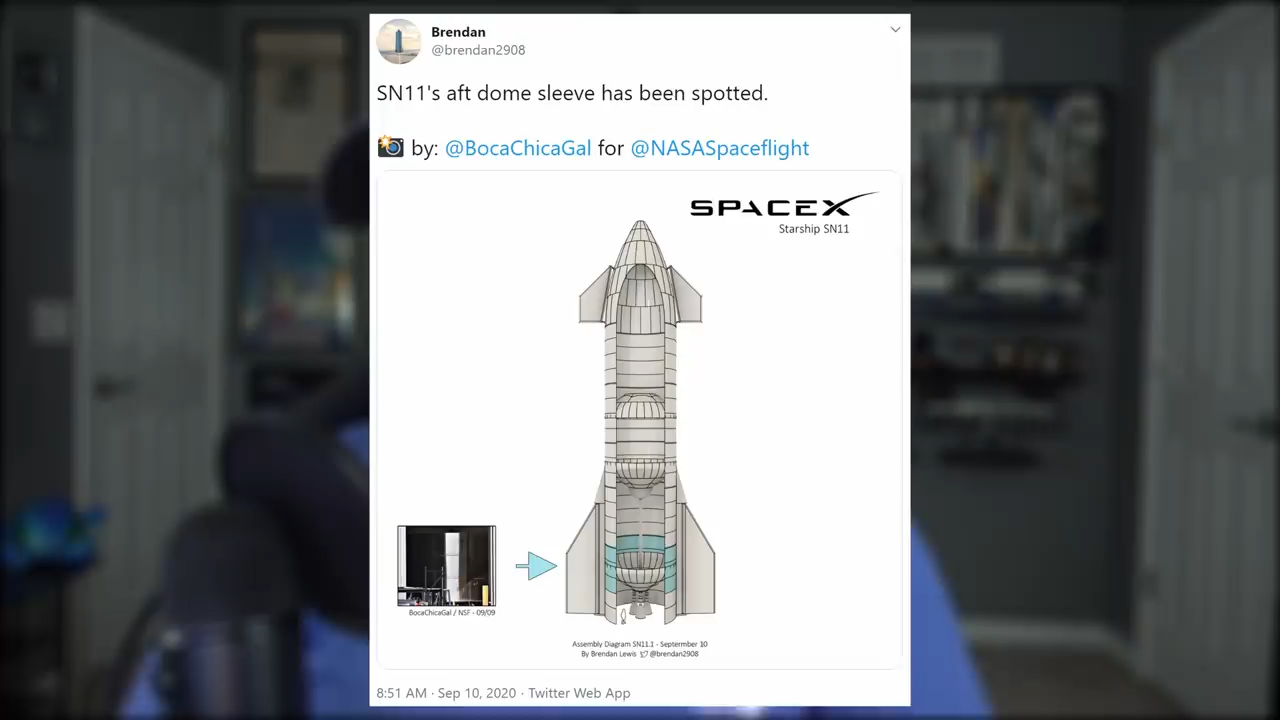 Brendan
@brendan2908
SN11's aft dome sleeve has been spotted.
by: @BocaChicaGal for @NASASpaceflight
SPACEX
Starship SN11
BocaChicaGal / NSF - 09/09
Assembly Diagram SN11.1 - Septermber 10
By Brendan Lewis @brendan2908
8:51 AM · Sep 10, 2020 · Twitter Web App